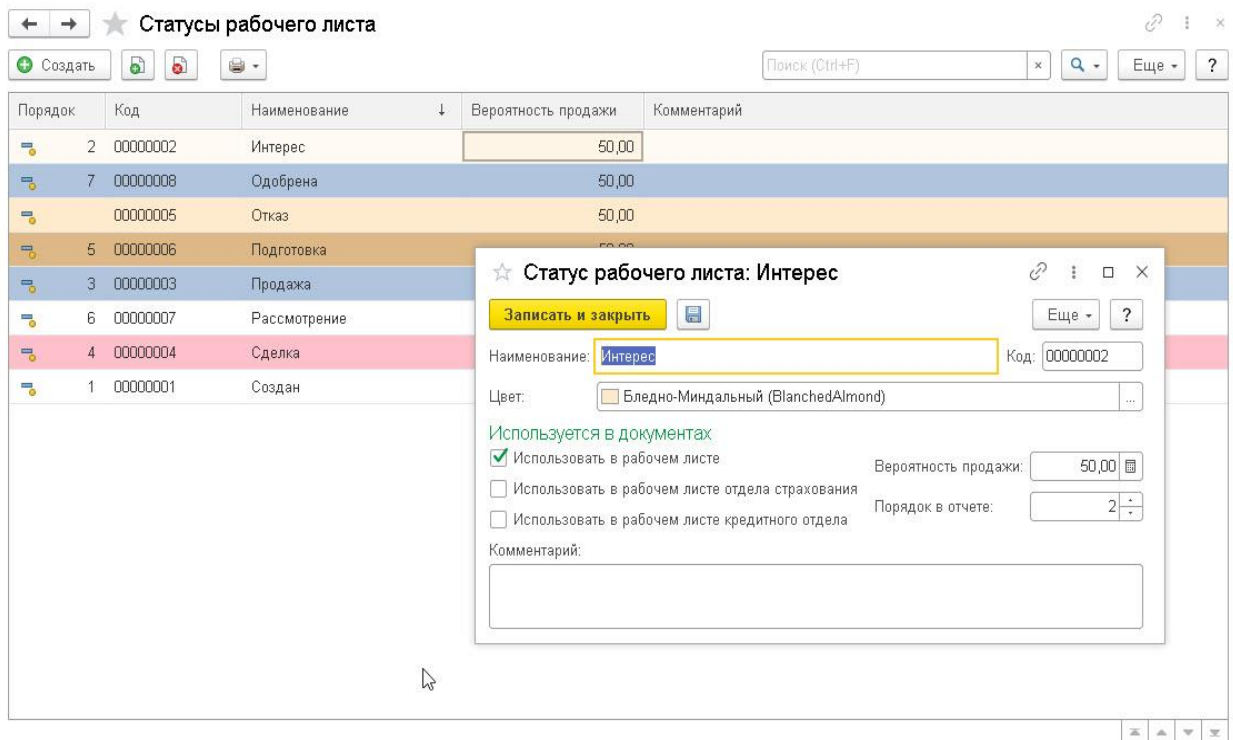 Статусы рабочего листа
Создать Поиск (Ctrl+F) × Еще ?
Порядок Код Наименование ↓ Вероятность продажи Комментарий
2 00000002 Интерес 50,00
7 00000008 Одобрена 50,00
00000005 Отказ 50,00
5 00000006 Подготовка 50,00
3 00000003 Продажа
6 00000007 Рассмотрение
4 00000004 Сделка
1 00000001 Создан
Статус рабочего листа: Интерес
Записать и закрыть Еще ?
Наименование: Интерес Код: 00000002
Цвет: Бледно-Миндальный (BlanchedAlmond) ...
Используется в документах
Использовать в рабочем листе
Вероятность продажи: 50,00
Использовать в рабочем листе отдела страхования
Порядок в отчете: 2
Использовать в рабочем листе кредитного отдела
Комментарий: